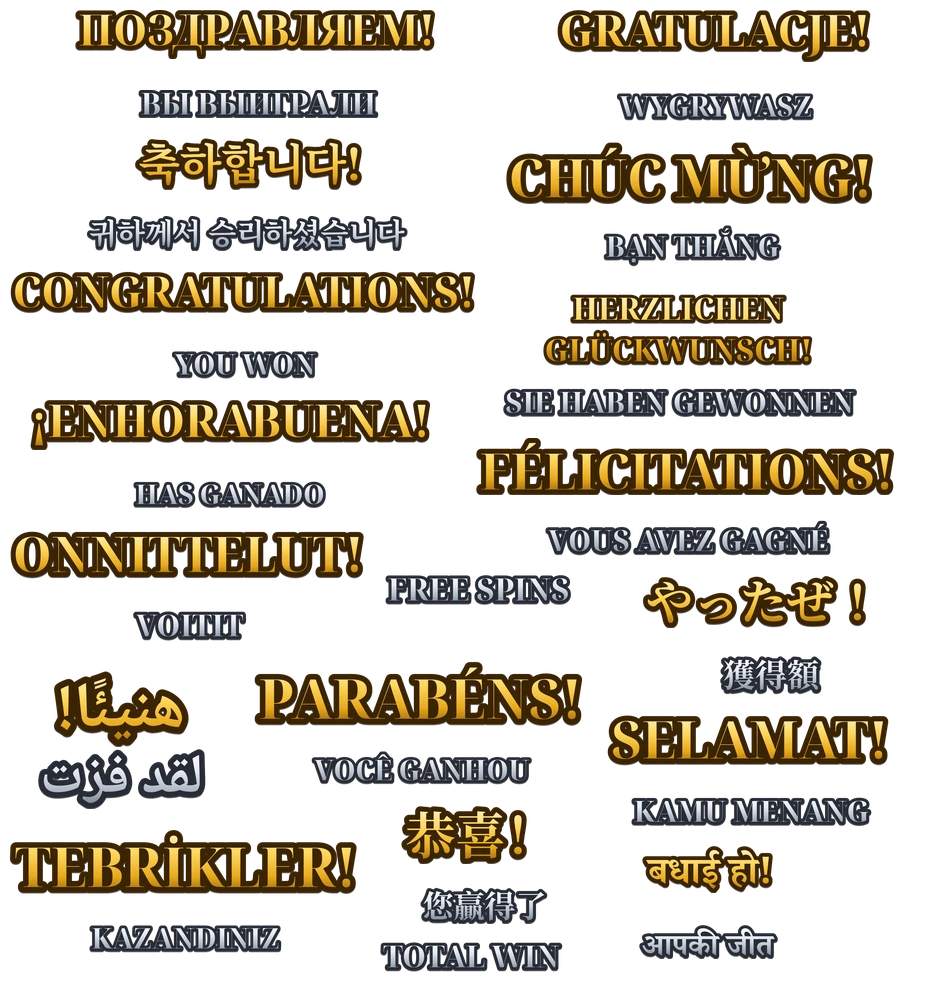 ПОЗДРАВЛЯЕМ!
ВЫ ВЫИГРАЛИ
축하합니다!
귀하께서 승리하셨습니다
CONGRATULATIONS!
YOU WON
¡ENHORABUENA!
HAS GANADO
ONNITTELUT!
VOITIT
GRATULACJE!
WYGRYWASZ
CHÚC MỪNG!
BẠN THẮNG
HERZLICHEN
GLÜCKWUNSCH!
SIE HABEN GEWONNEN
FÉLICITATIONS!
VOUS AVEZ GAGNÉ
FREE SPINS
やったぜ！
獲得額
هنيئًا!
لقد فزت
PARABÉNS!
VOCÊ GANHOU
SELAMAT!
KAMU MENANG
TEBRİKLER!
KAZANDINIZ
恭喜!
您贏得了
TOTAL WIN
बधाई हो!
आपकी जीत